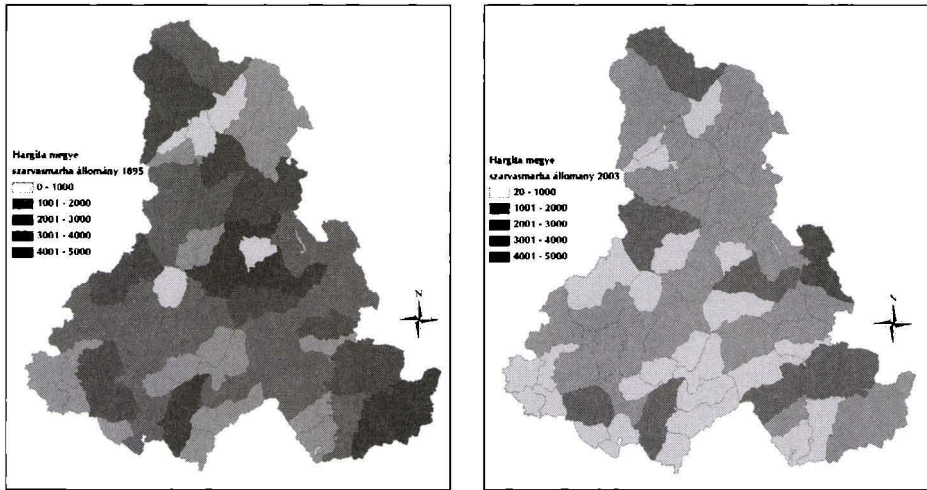 Hargita megye
szarvasmarha állomány 1895
0 - 1000
1001 - 2000
2001 - 3000
3001 - 4000
4001 - 5000
N
Hargita megye
szarvasmarha állomany 2003
20 - 1000
1001 - 2000
2001 - 3000
3001 - 4000
4001 - 5000